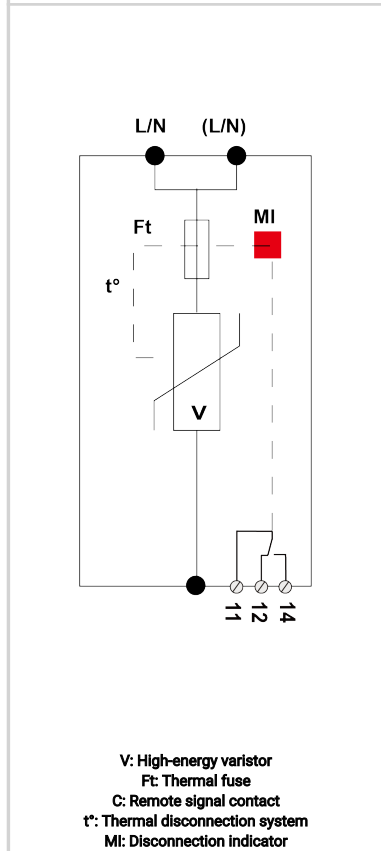 L/N (L/N)
Ft MI
t°
V
11 12 14
V: High-energy varistor
Ft: Thermal fuse
C: Remote signal contact
t°: Thermal disconnection system
MI: Disconnection indicator